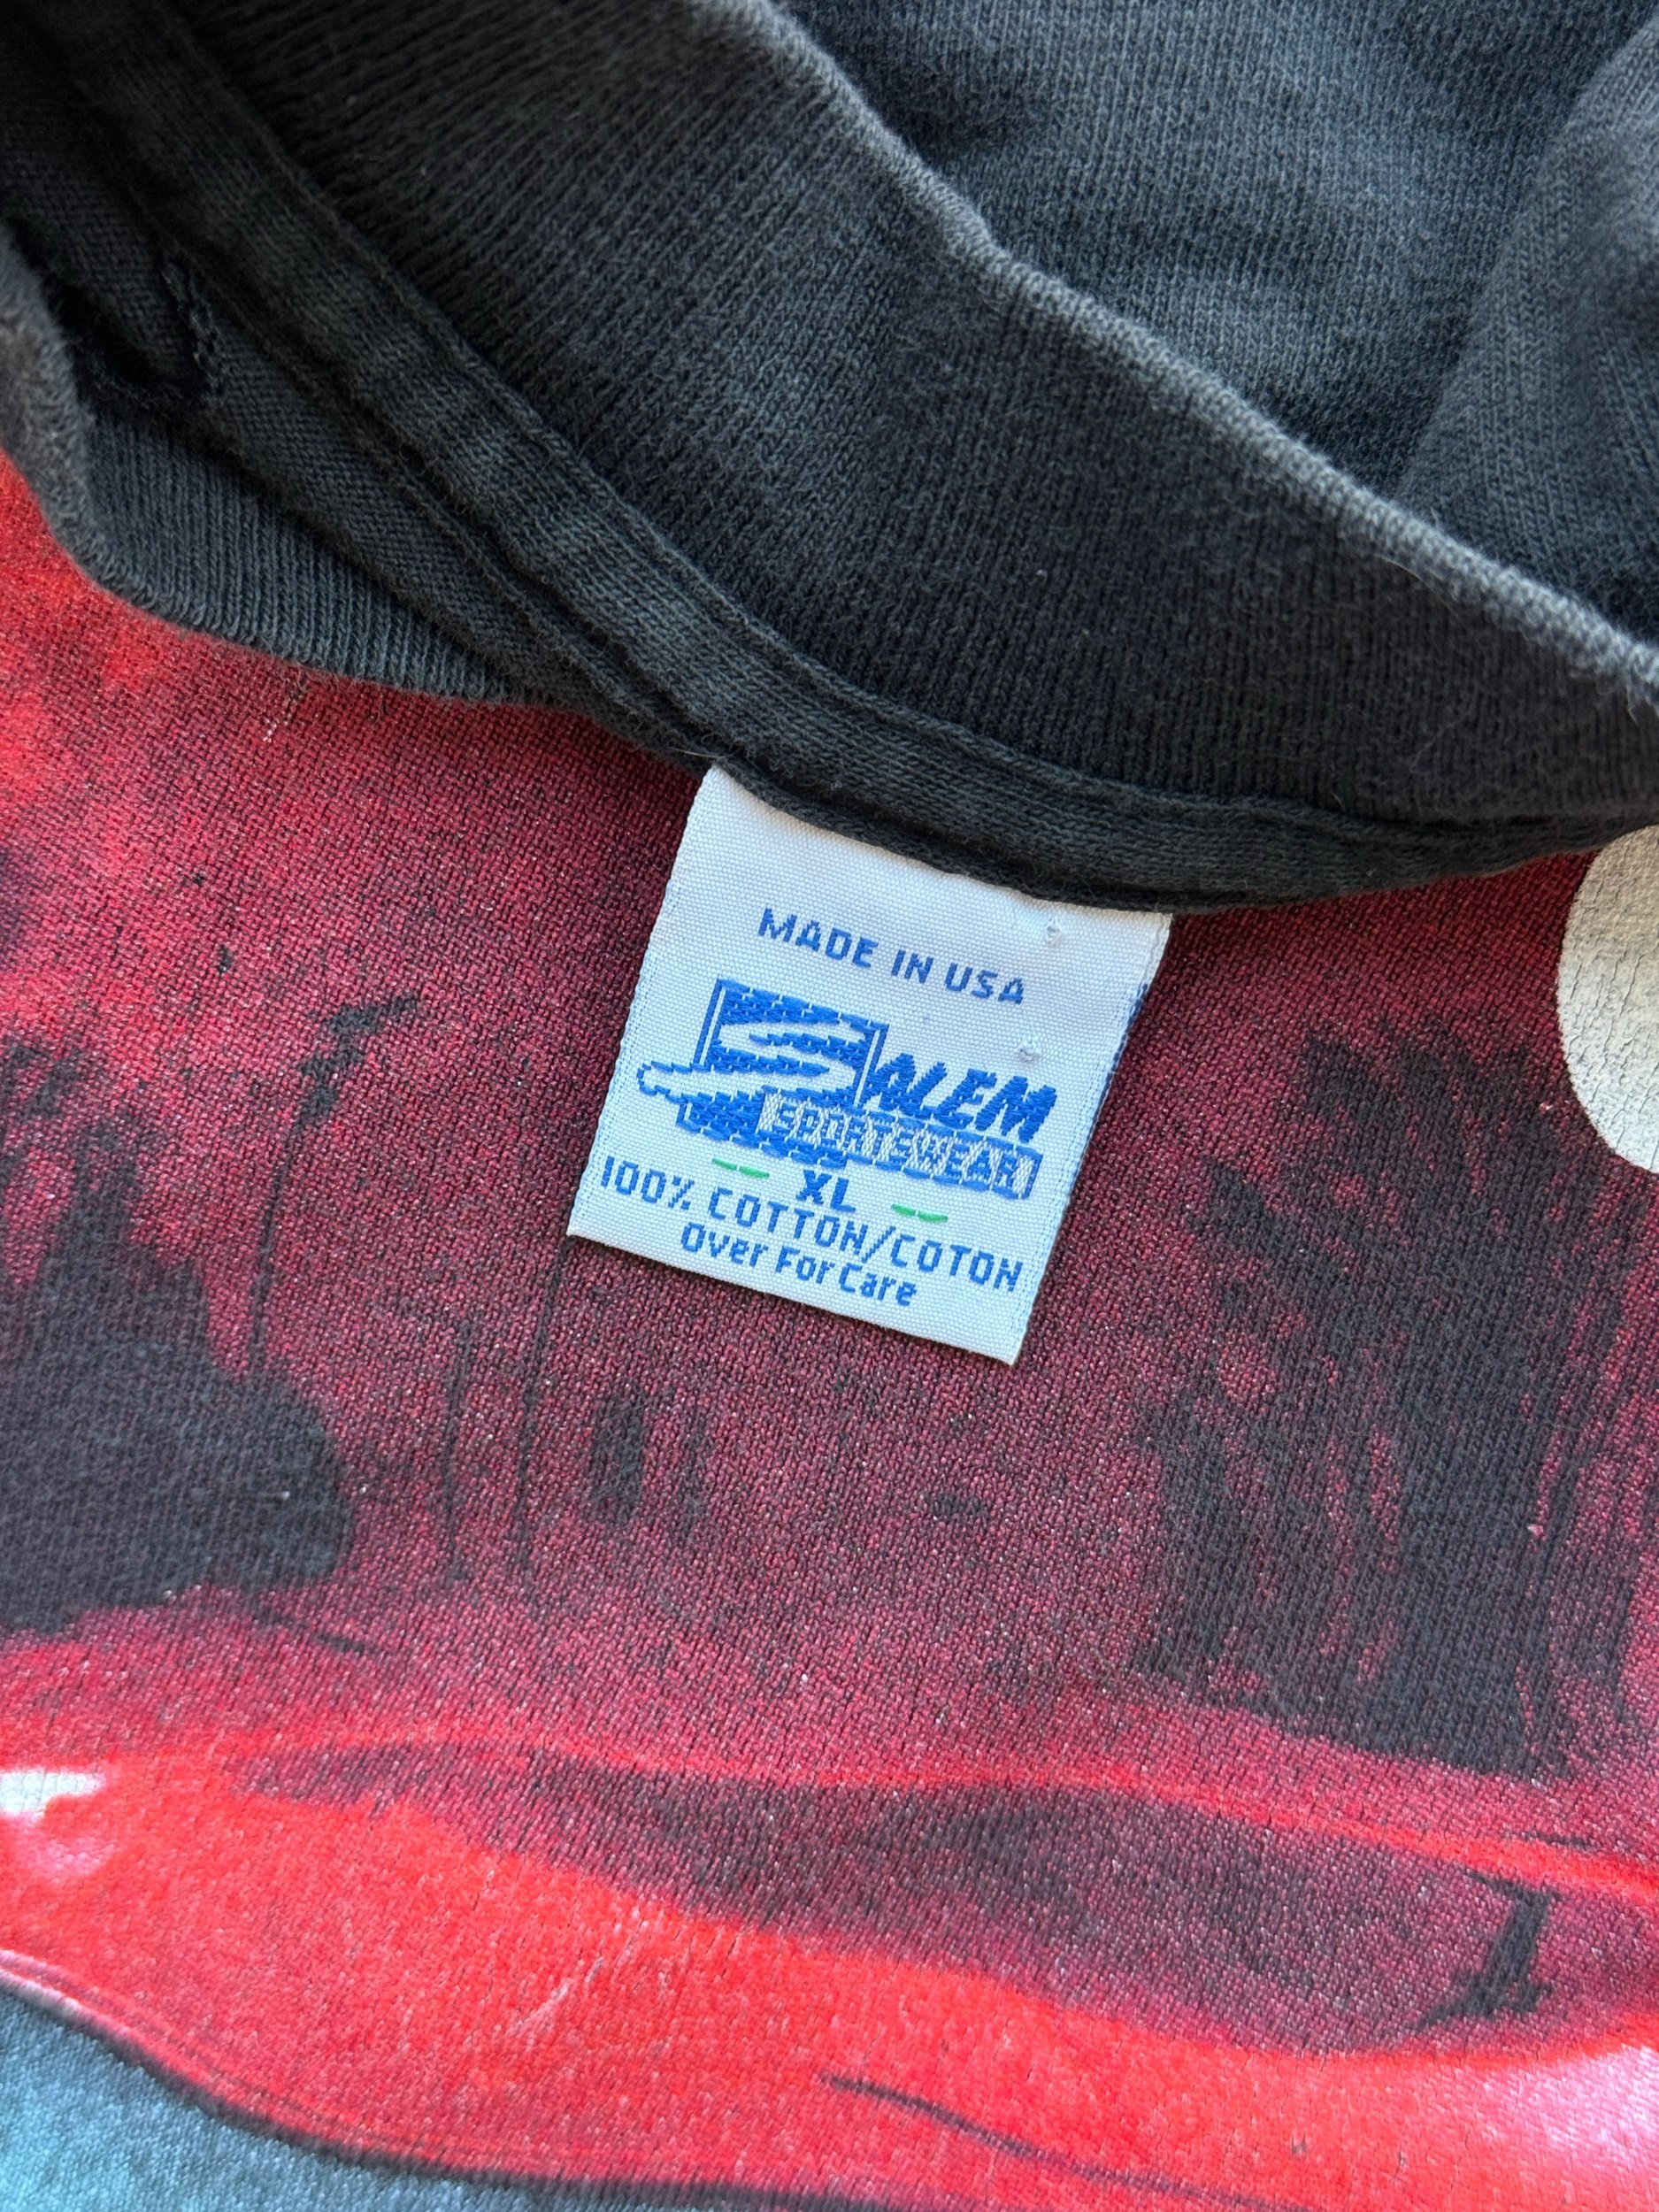 MADE IN USA
SALEM
SPORTSWEAR
XL
100% COTTON/COTON
Over For Care